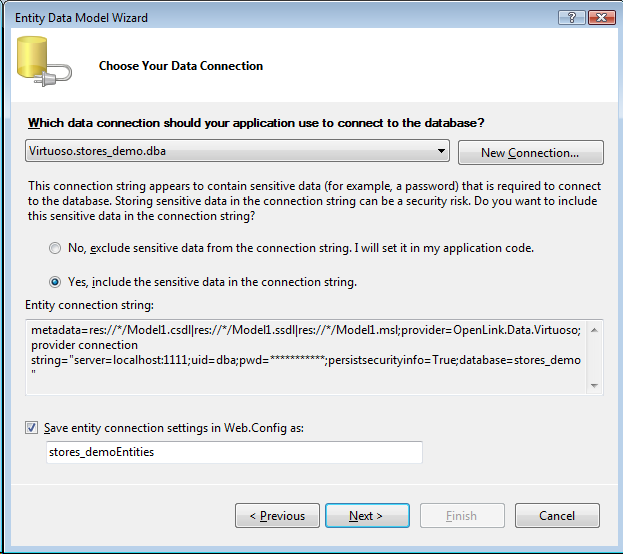 Entity Data Model Wizard
Choose Your Data Connection
Which data connection should your application use to connect to the database?
Virtuoso.stores_demo.dba
New Connection...
This connection string appears to contain sensitive data (for example, a password) that is required to connect
to the database. Storing sensitive data in the connection string can be a security risk. Do you want to include
this sensitive data in the connection string?
No, exclude sensitive data from the connection string. I will set it in my application code.
Yes, include the sensitive data in the connection string.
Entity connection string:
metadata=res://*/Model1.csdl|res://*/Model1.ssdl|res://*/Model1.msl;provider=OpenLink.Data.Virtuoso;
provider connection
string="server=localhost:1111;uid=dba;pwd=***********;persistsecurityinfo=True;database=stores_demo
"
Save entity connection settings in Web.Config as:
stores_demoEntities
< Previous
Next >
Finish
Cancel